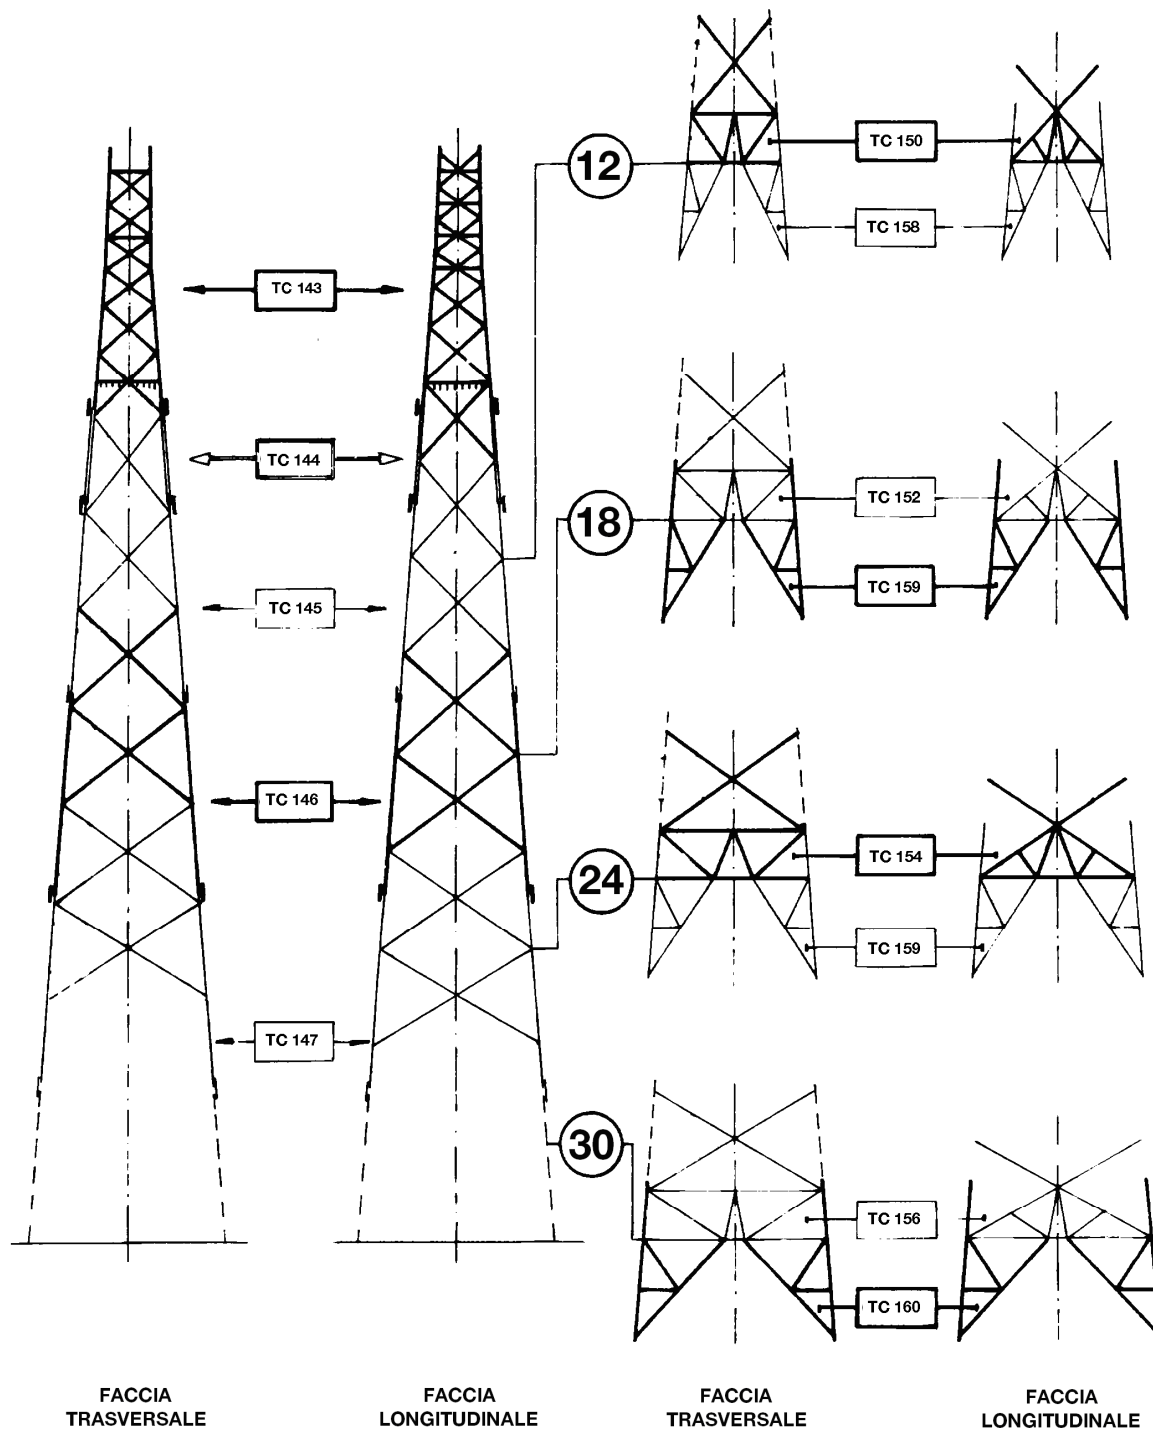 TC 143
TC 144
TC 145
TC 146
TC 147
12
TC 150
TC 158
18
TC 152
TC 159
24
TC 154
TC 159
30
TC 156
TC 160
FACCIA
TRASVERSALE
FACCIA
LONGITUDINALE
FACCIA
TRASVERSALE
FACCIA
LONGITUDINALE